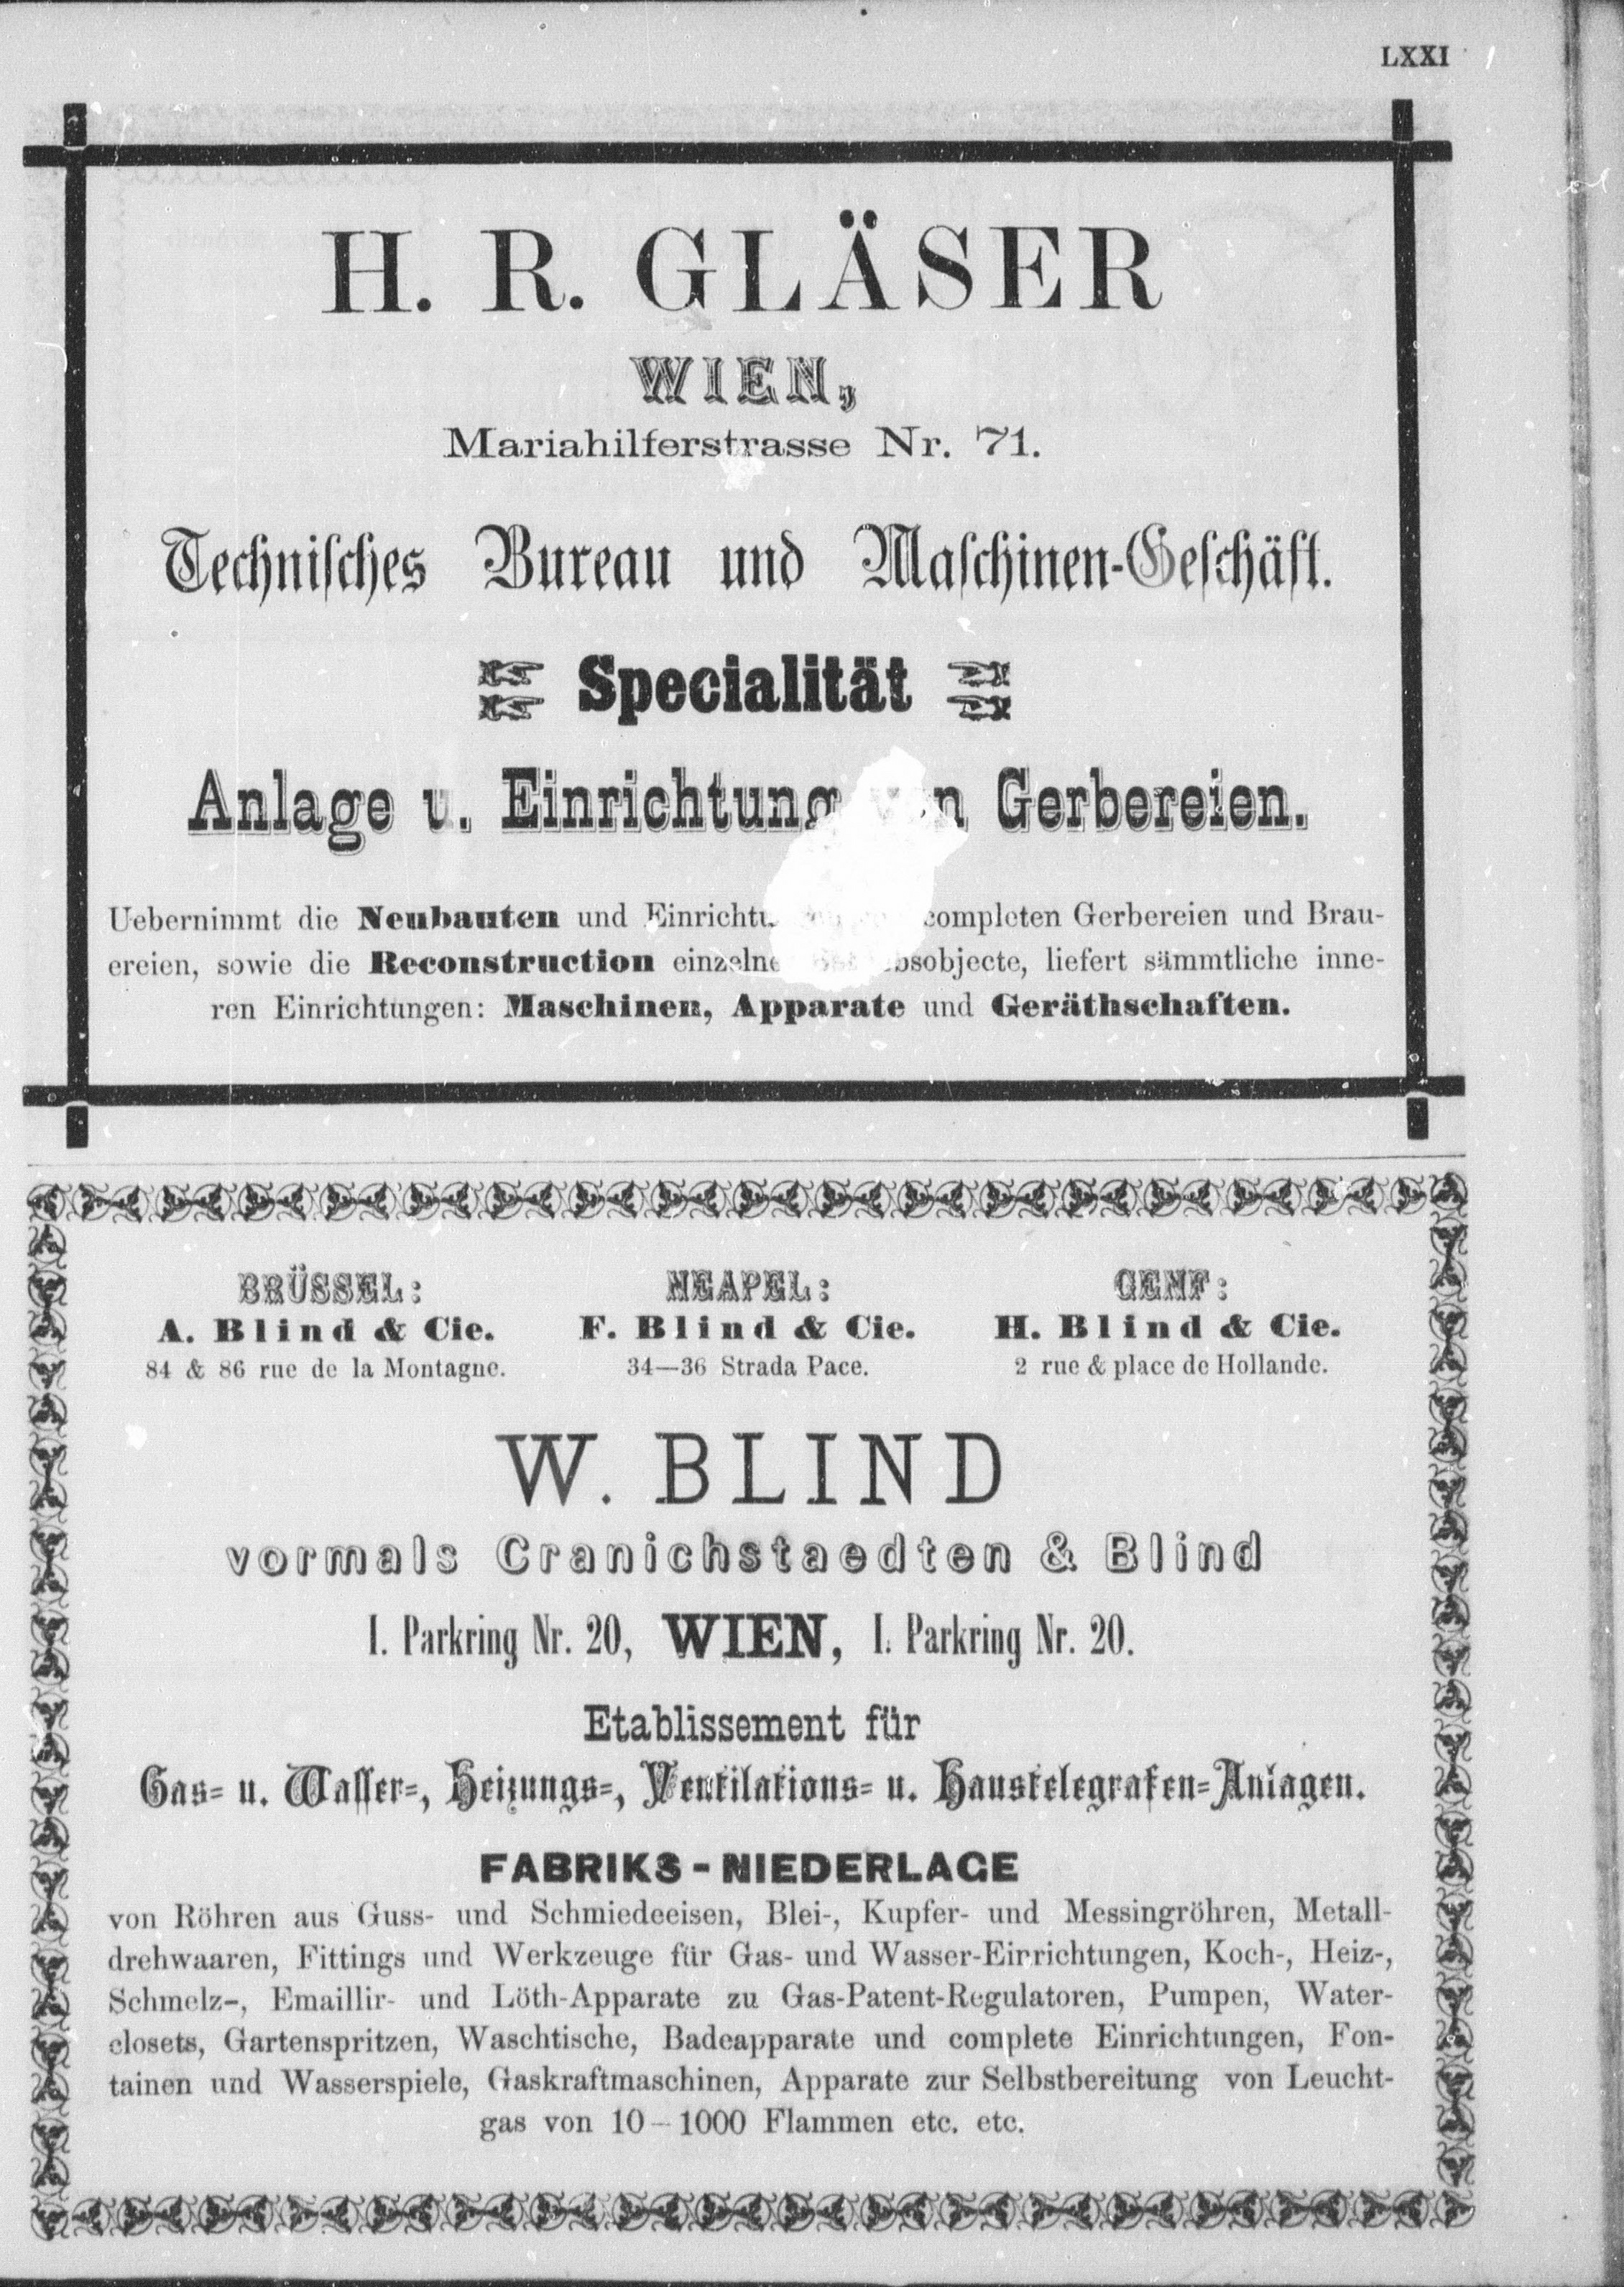 LXXI
H. R. GLÄSER
WIEN,
Mariahilferstrasse Nr. 71.
Technisches Bureau und Maschinen-Geschäft.
Specialität
Anlage u. Einrichtung von Gerbereien.
Uebernimmt die Neubauten und completen Gerbereien und Brau-
ereien, sowie die Reconstruction liefert sämmtliche inne-
ren Einrichtungen: Maschinen, Apparate und Geräthschaften.
BRÜSSEL: NEAPEL: GENF:
A. Blind & Cie. F. Blind & Cie. H. Blind & Cie.
84 & 86 rue de la Montagne. 34—36 Strada Pace. 2 rue & place de Hollande.
W. BLIND
vormals Cranichstaedten & Blind
I. Parkring Nr. 20, WIEN, I. Parkring Nr. 20.
Etablissement für
Gas- u. Wasser-, Heizungs-, Ventilations- u. Haustelegrafen-Anlagen.
FABRIKS-NIEDERLAGE
von Röhren aus Guss- und Schmiedeeisen, Blei-, Kupfer- und Messingröhren, Metall-
drehwaaren, Fittings und Werkzeuge für Gas- und Wasser-Einrichtungen, Koch-, Heiz-,
Schmelz-, Emaillir- und Löth-Apparate zu Gas-Patent-Regulatoren, Pumpen, Water-
closets, Gartenspritzen, Waschtische, Badeapparate und complete Einrichtungen, Fon-
tainen und Wasserspiele, Gaskraftmaschinen, Apparate zur Selbstbereitung von Leucht-
gas von 10—1000 Flammen etc. etc.